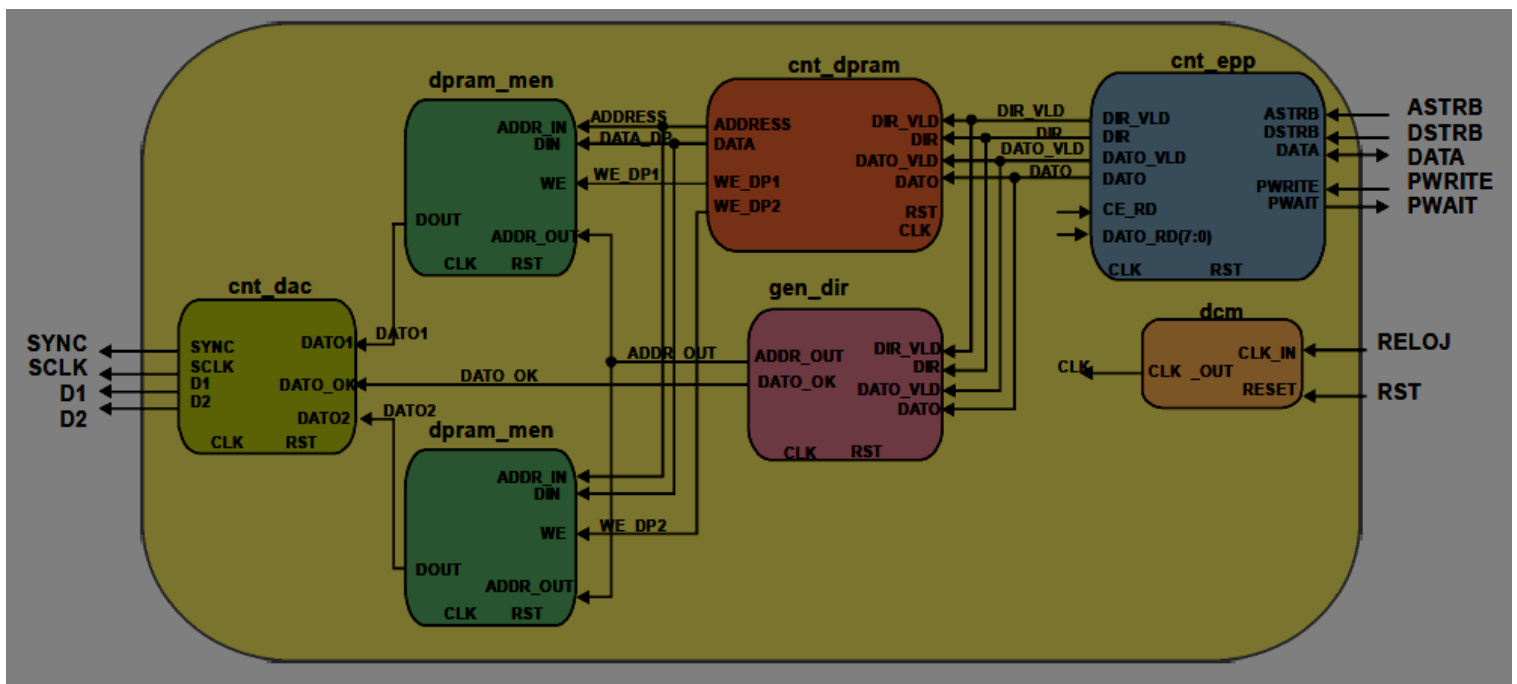 cnt_dpram
cnt_epp
dpram_men
ADDR_IN
DIN
WE
DOUT
ADDR_OUT
CLK RST
ADDRESS
DATA_DP
WE_DP1
ADDRESS
DATA
WE_DP1
WE_DP2
DIR_VLD
DIR
DATO_VLD
DATO
RST
CLK
DIR_VLD
DIR
DATO_VLD
DATO
DIR_VLD
DIR
DATO_VLD
DATO
CE_RD
DATO_RD(7:0)
CLK RST
ASTRB
DSTRB
DATA
PWRITE
PWAIT
ASTRB
DSTRB
DATA
PWRITE
PWAIT
cnt_dac
SYNC
SCLK
D1
D2
SYNC
SCLK
D1
D2
DATO1
DATO_OK
DATO2
CLK RST
DATO1
DATO_OK
DATO2
ADDR_OUT
gen_dir
ADDR_OUT
DATO_OK
DIR_VLD
DIR
DATO_VLD
DATO
CLK RST
dcm
CLK_IN
CLK _OUT
RESET
CLK
RELOJ
RST
dpram_men
ADDR_IN
DIN
WE
DOUT
ADDR_OUT
CLK RST
WE_DP2